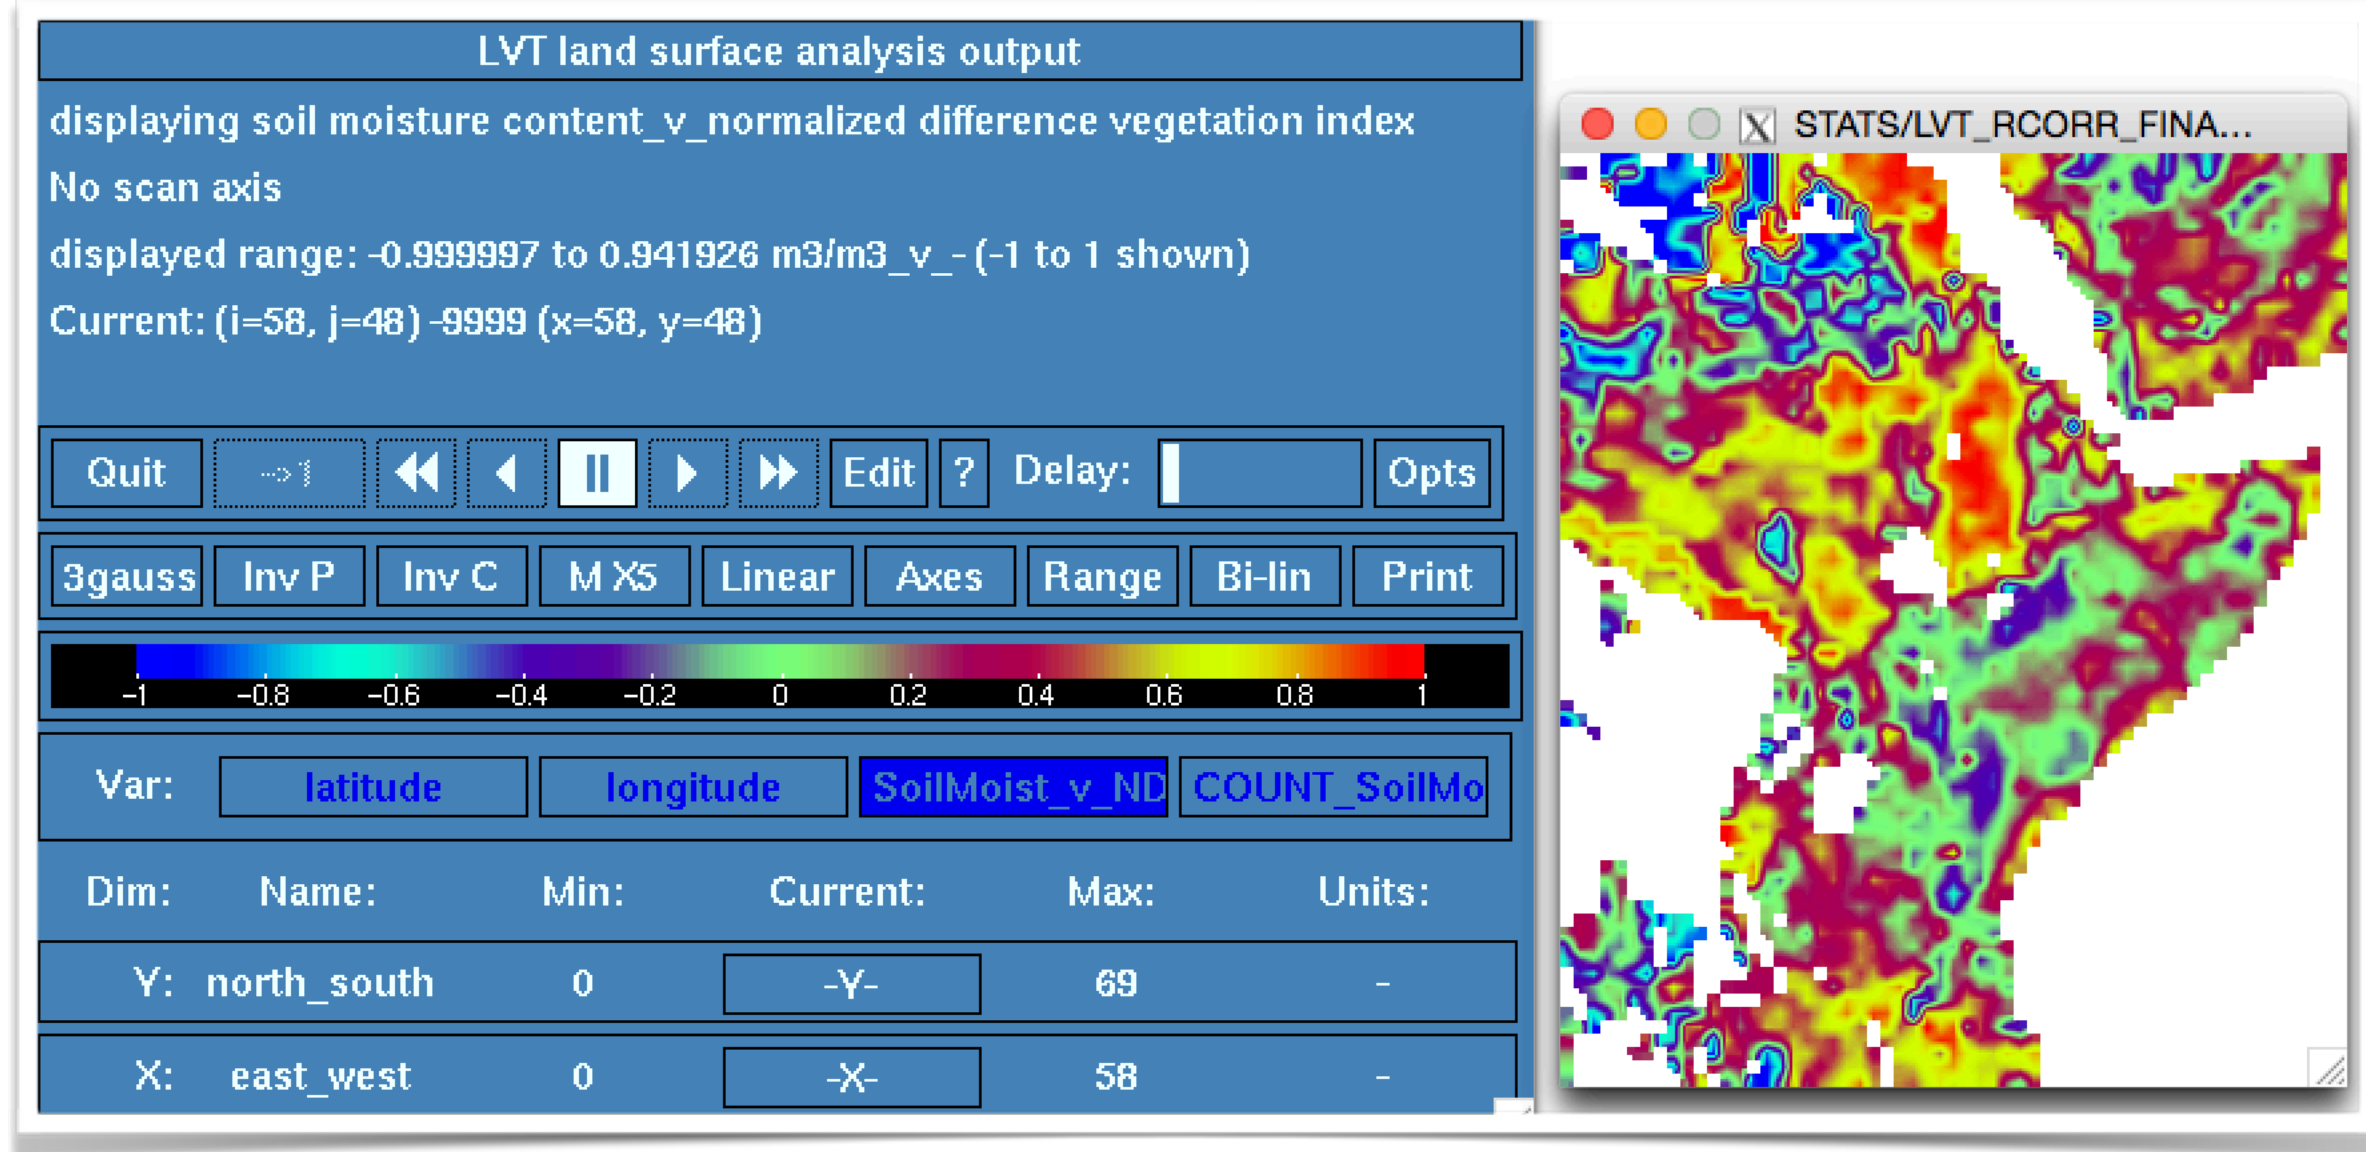 LVT land surface analysis output
displaying soil moisture content_v_normalized difference vegetation index
No scan axis
displayed range: -0.999997 to 0.941926 m3/m3_v_- (-1 to 1 shown)
Current: (i=58, j=48) -9999 (x=58, y=48)
Quit ->1 Edit ? Delay: Opts
3gauss Inv P Inv C M X5 Linear Axes Range Bi-lin Print
-1 -0.8 -0.6 -0.4 -0.2 0 0.2 0.4 0.6 0.8 1
Var: latitude longitude SoilMoist_v_ND COUNT_SoilMo
Dim: Name: Min: Current: Max: Units:
Y: north_south 0 -Y- 69 -
X: east_west 0 -X- 58 -
X STATS/LVT_RCORR_FINA...